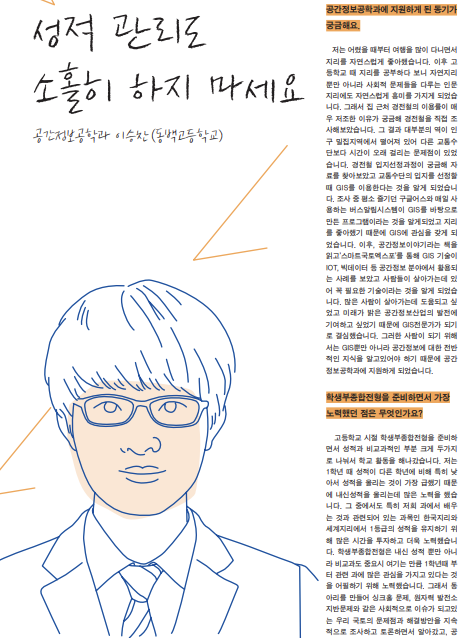 성적 관리도
소홀히 하지 마세요
공간정보공학과 이승찬(동백고등학교)
공간정보공학과에 지원하게 된 동기가
궁금해요.
저는 어렸을 때부터 여행을 많이 다니면서
지리를 자연스럽게 좋아했습니다. 이후 고
등학교 때 지리를 공부하다 보니 자연지리
뿐만 아니라 사회적 문제들을 다루는 인문
지리에도 자연스럽게 흥미를 가지게 되었습
니다. 그래서 집 근처 경전철의 이용률이 매
우 저조한 이유가 궁금해 경전철을 직접 조
사해보았습니다. 그 결과 대부분의 역이 인
구 밀집지역에서 떨어져 있어 다른 교통수
단보다 시간이 오래 걸리는 문제점이 있었
습니다. 경전철 입지선정과정이 궁금해 자
료를 찾아보았고 교통수단의 입지를 선정할
때 GIS를 이용한다는 것을 알게 되었습니
다. 조사 중 평소 즐기던 구글어스와 매일 사
용하는 버스알림시스템이 GIS를 바탕으로
만든 프로그램이라는 것을 알게되었고 지리
를 좋아했기 때문에 GIS에 관심을 갖게 되
었습니다. 이후, 공간정보이야기라는 책을
읽고'스마트국토엑스포'를 통해 GIS 기술이
IOT, 빅데이터 등 공간정보 분야에서 활용되
는 사례를 보았고 사람들이 살아가는데 있
어 꼭 필요한 기술이라는 것을 알게 되었습
니다. 많은 사람이 살아가는데 도움되고 싶
었고 미래가 밝은 공간정보산업의 발전에
기여하고 싶었기 때문에 GIS전문가가 되기
로 결심했습니다. 그러한 사람이 되기 위해
서는 GIS뿐만 아니라 공간정보에 대한 전반
적인 지식을 알고있어야 하기 때문에 공간
정보공학과에 지원하게 되었습니다.
학생부종합전형을 준비하면서 가장
노력했던 점은 무엇인가요?
고등학교 시절 학생부종합전형을 준비하
면서 성적과 비교과적인 부분 크게 두가지
로 나눠서 학교 활동을 해나갔습니다. 저는
1학년 때 성적이 다른 학년에 비해 특히 낮
아서 성적을 올리는 것이 가장 급했기 때문
에 내신성적을 올리는데 많은 노력을 했습
니다. 그 중에서도 특히 저희 과에서 배우
는 것과 관련되어 있는 과목인 한국지리와
세계지리에서 1등급의 성적을 유지하기 위
해 많은 시간을 투자하고 더욱 노력했습니
다. 학생부종합전형은 내신 성적 뿐만 아니
라 비교과도 중요시 여기는 만큼 1학년때 부
터 관련 과에 많은 관심을 가지고 있다는 것
을 어필하기 위해 노력했습니다. 그래서 동
아리를 만들어 싱크홀 문제, 원자력 발전소
지반문제와 같은 사회적으로 이슈가 되고있
는 우리 국토의 문제점과 해결방안을 지속
적으로 조사하고 토론하면서 알아갔고, 공